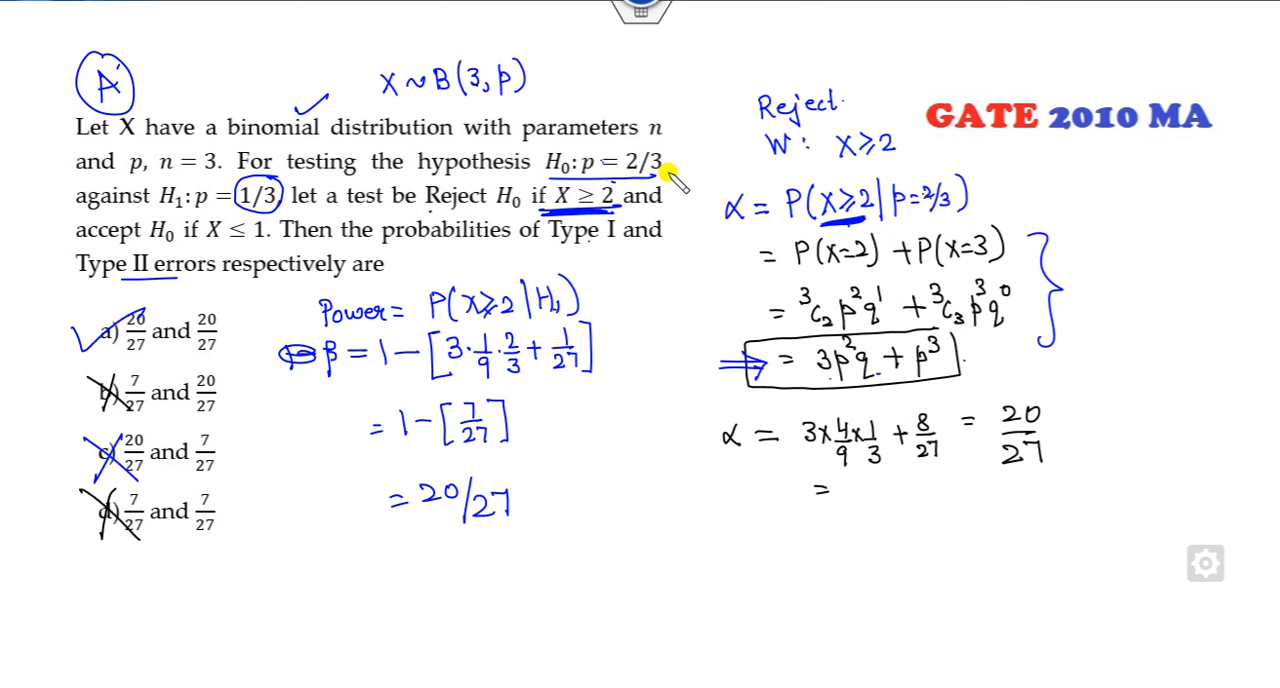 A
X ~ B(3, p)
Let X have a binomial distribution with parameters n
and p, n = 3. For testing the hypothesis H₀: p = 2/3
against H₁: p = 1/3, let a test be Reject H₀ if X ≥ 2 and
accept H₀ if X ≤ 1. Then the probabilities of Type I and
Type II errors respectively are
a) 20/27 and 20/27
b) 7/27 and 20/27
c) 20/27 and 7/27
d) 7/27 and 7/27
Power = P(X ≥ 2 | H₁)
β = 1 − [3·1/9·2/3 + 1/27]
= 1 − [7/27]
= 20/27
Reject.
W : X ≥ 2
GATE 2010 MA
α = P(X ≥ 2 | p = 2/3)
= P(X=2) + P(X=3)
= ³C₂ p² q¹ + ³C₃ p³ q⁰
⇒ = 3p²q + p³
α = 3×4/9×1/3 + 8/27 = 20/27
=